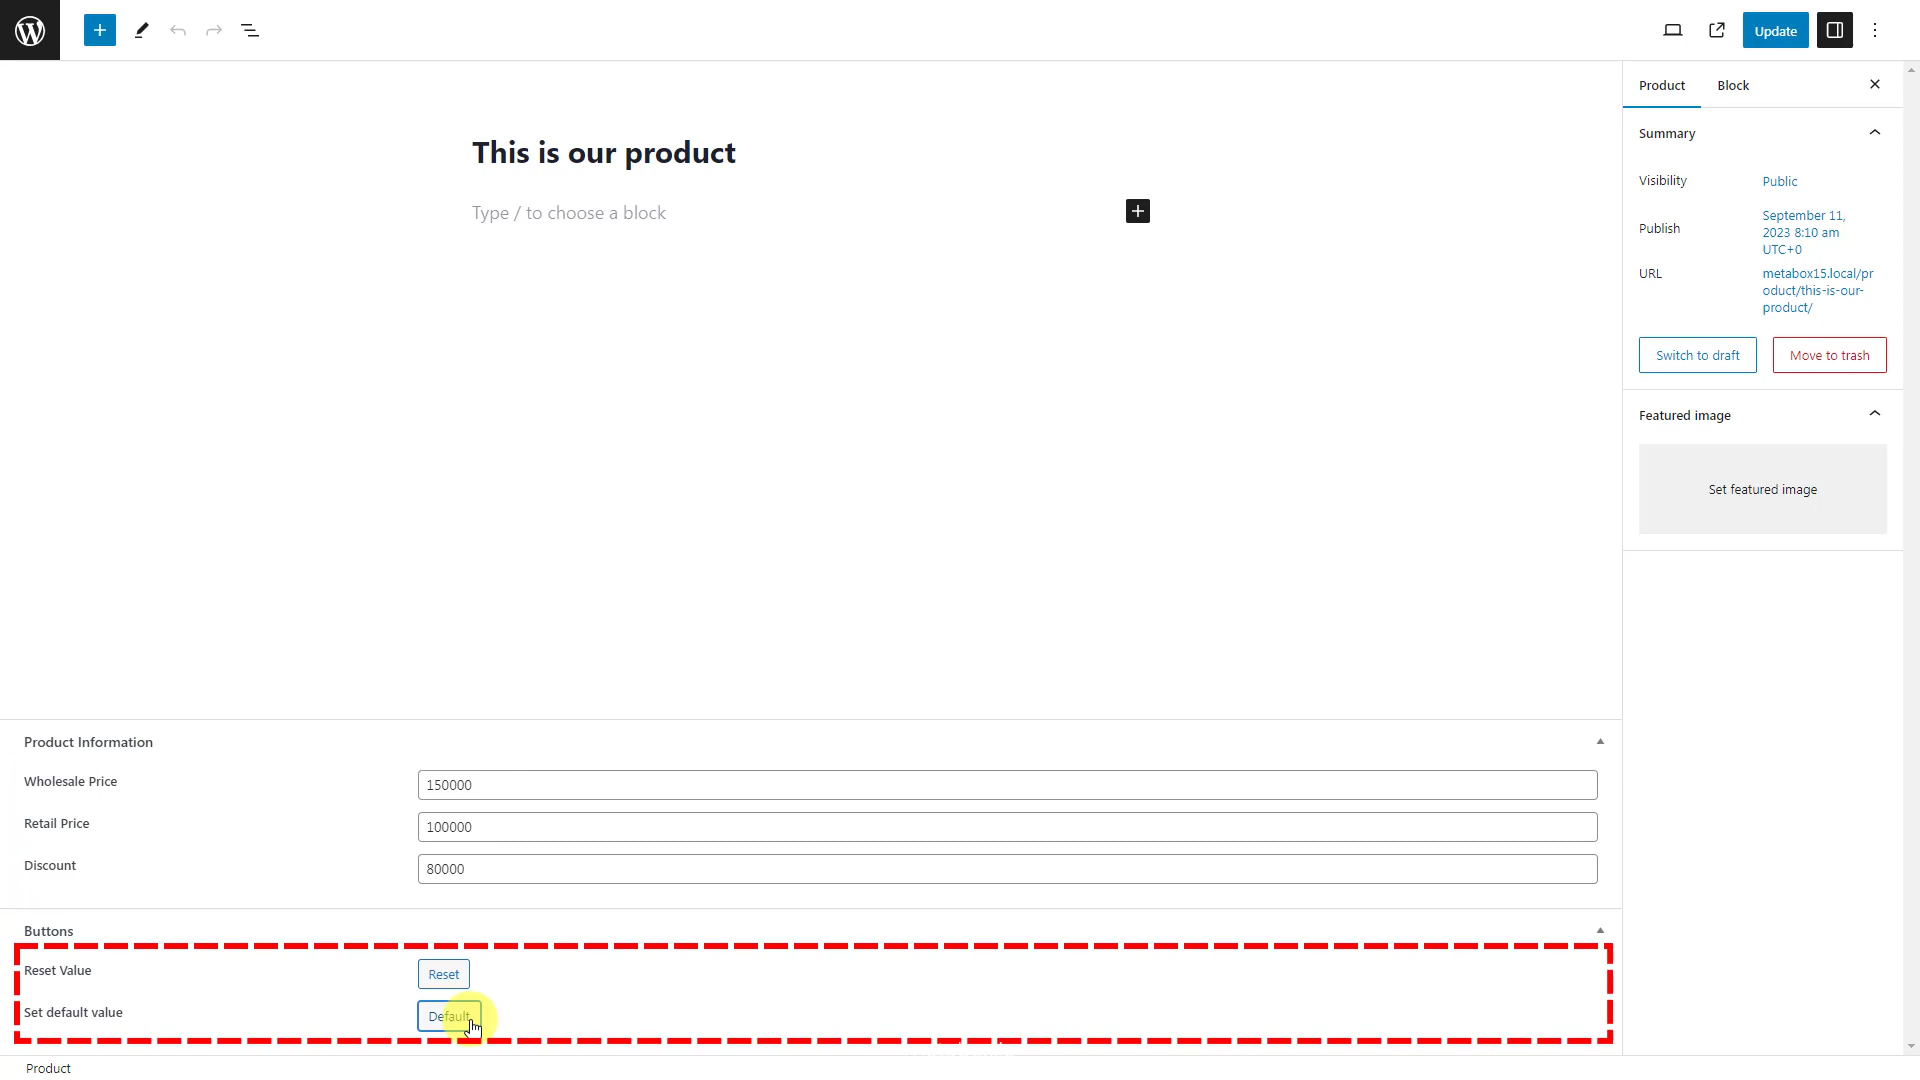 Update
Product
Block
This is our product
Type / to choose a block
Summary
Visibility
Public
Publish
September 11,
2023 8:10 am
UTC+0
URL
metabox15.local/pr
oduct/this-is-our-
product/
Switch to draft
Move to trash
Featured image
Set featured image
Product Information
Wholesale Price
150000
Retail Price
100000
Discount
80000
Buttons
Reset Value
Reset
Set default value
Default
Product